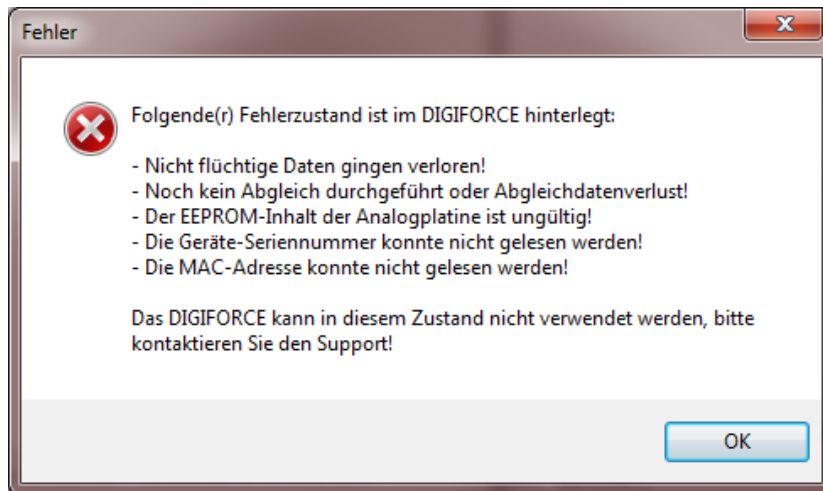 Fehler
Folgende(r) Fehlerzustand ist im DIGIFORCE hinterlegt:
- Nicht flüchtige Daten gingen verloren!
- Noch kein Abgleich durchgeführt oder Abgleichdatenverlust!
- Der EEPROM-Inhalt der Analogplatine ist ungültig!
- Die Geräte-Seriennummer konnte nicht gelesen werden!
- Die MAC-Adresse konnte nicht gelesen werden!
Das DIGIFORCE kann in diesem Zustand nicht verwendet werden, bitte
kontaktieren Sie den Support!
OK